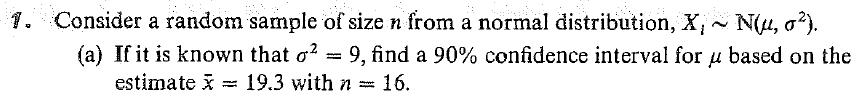 1. Consider a random sample of size n from a normal distribution, Xᵢ ~ N(μ, σ²).
(a) If it is known that σ² = 9, find a 90% confidence interval for μ based on the
estimate x̄ = 19.3 with n = 16.